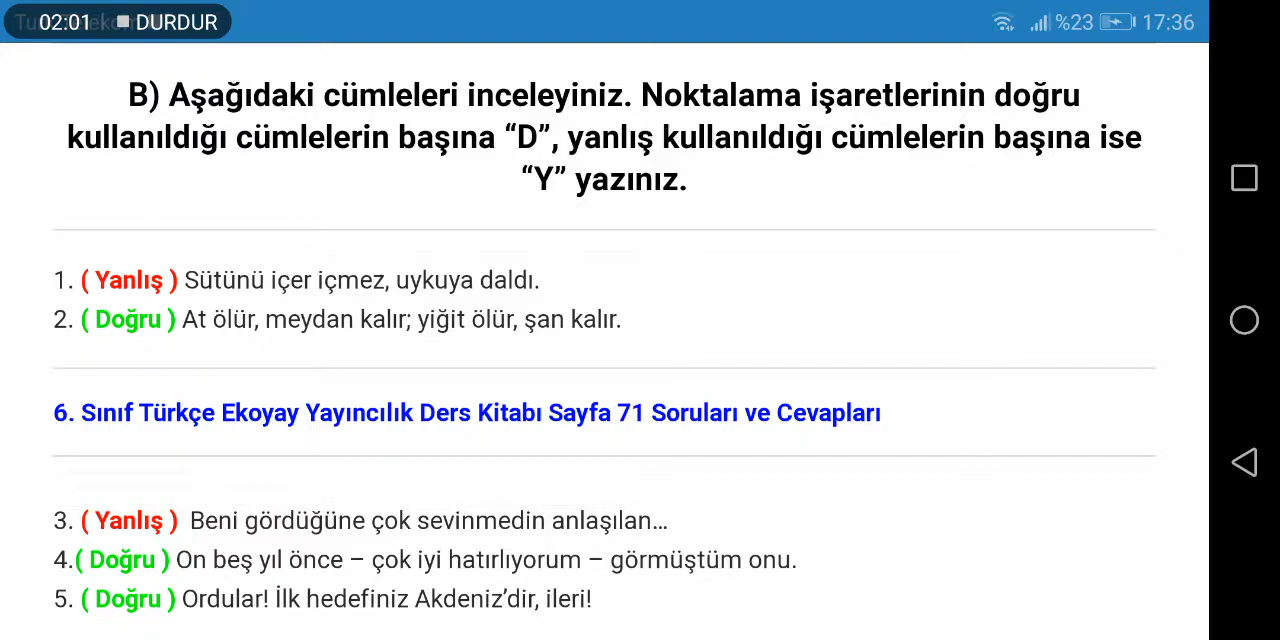 02:01 DURDUR %23 17:36
B) Aşağıdaki cümleleri inceleyiniz. Noktalama işaretlerinin doğru
kullanıldığı cümlelerin başına “D”, yanlış kullanıldığı cümlelerin başına ise
“Y” yazınız.
1. ( Yanlış ) Sütünü içer içmez, uykuya daldı.
2. ( Doğru ) At ölür, meydan kalır; yiğit ölür, şan kalır.
6. Sınıf Türkçe Ekoyay Yayıncılık Ders Kitabı Sayfa 71 Soruları ve Cevapları
3. ( Yanlış ) Beni gördüğüne çok sevinmedin anlaşılan...
4.( Doğru ) On beş yıl önce – çok iyi hatırlıyorum – görmüştüm onu.
5. ( Doğru ) Ordular! İlk hedefiniz Akdeniz’dir, ileri!